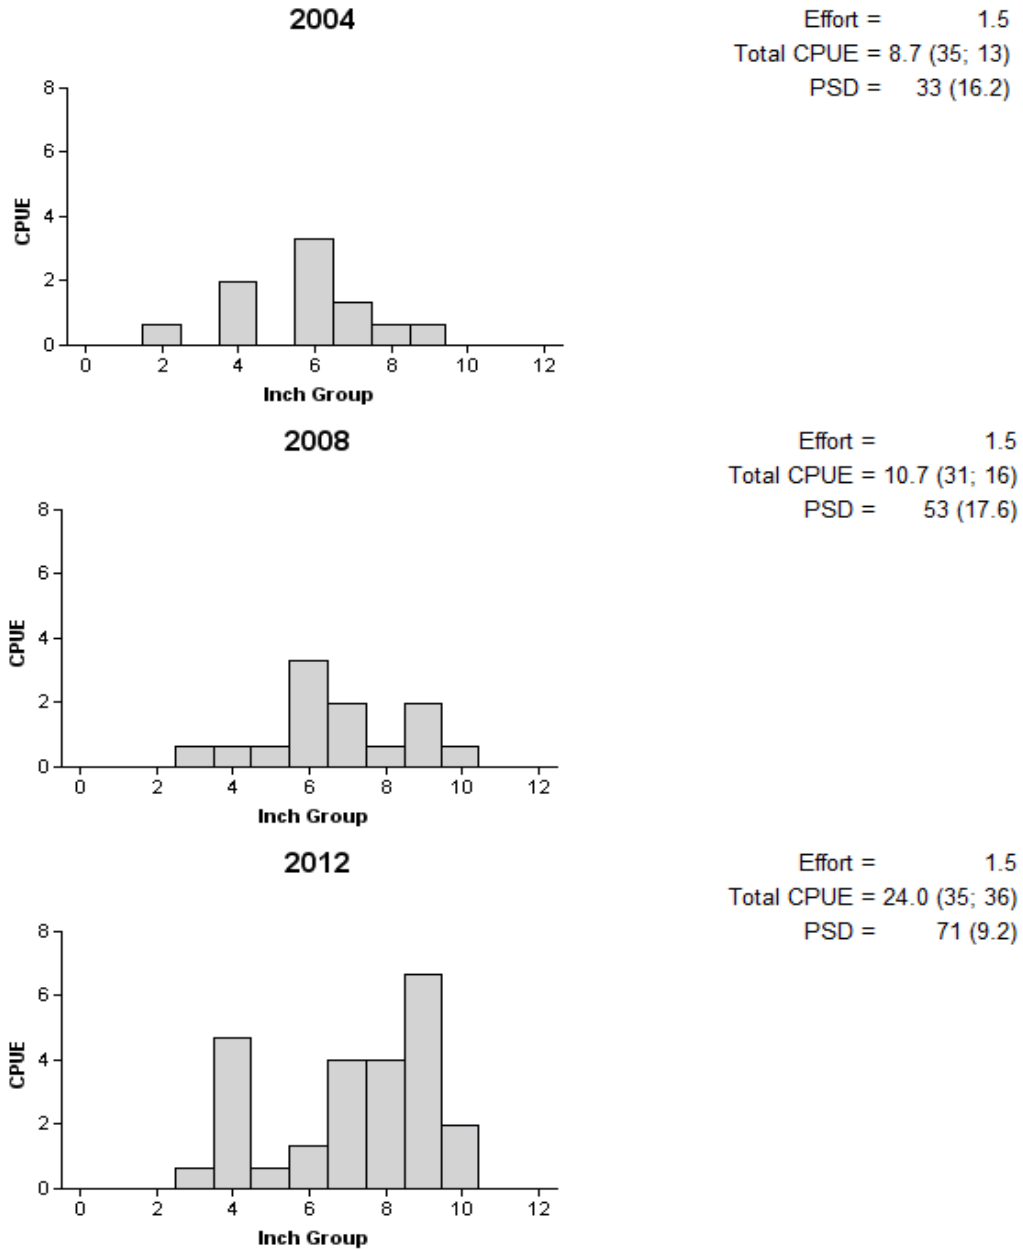 2004
Effort = 1.5
Total CPUE = 8.7 (35; 13)
PSD = 33 (16.2)
8
6
4
2
0
CPUE
0 2 4 6 8 10 12
Inch Group
2008
Effort = 1.5
Total CPUE = 10.7 (31; 16)
PSD = 53 (17.6)
8
6
4
2
0
CPUE
0 2 4 6 8 10 12
Inch Group
2012
Effort = 1.5
Total CPUE = 24.0 (35; 36)
PSD = 71 (9.2)
8
6
4
2
0
CPUE
0 2 4 6 8 10 12
Inch Group